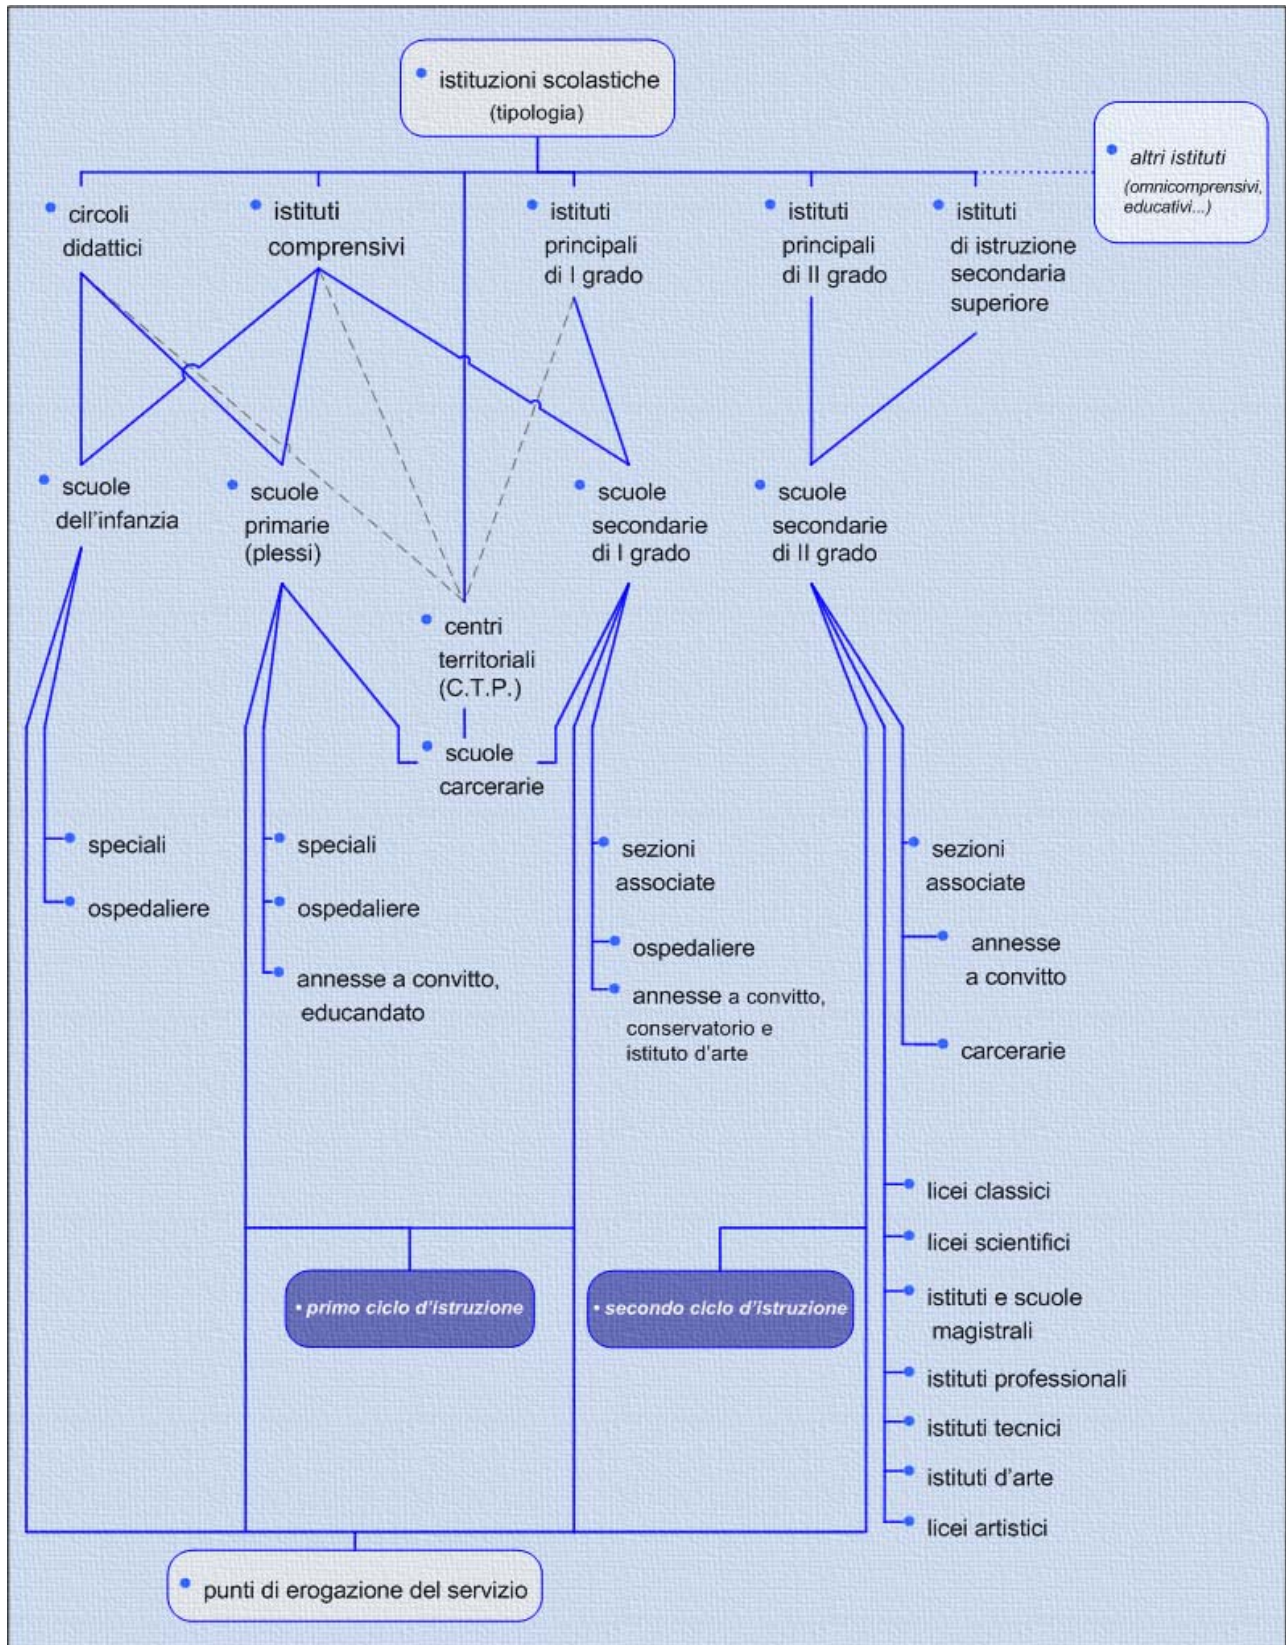 istituzioni scolastiche
(tipologia)
altri istituti
(omnicomprensivi,
educativi...)
circoli
didattici
istituti
comprensivi
istituti
principali
di I grado
istituti
principali
di II grado
istituti
di istruzione
secondaria
superiore
scuole
dell'infanzia
scuole
primarie
(plessi)
scuole
secondarie
di I grado
scuole
secondarie
di II grado
centri
territoriali
(C.T.P.)
scuole
carcerarie
speciali
ospedaliere
speciali
ospedaliere
annesse a convitto,
educandato
sezioni
associate
ospedaliere
annesse a convitto,
conservatorio e
istituto d'arte
sezioni
associate
annesse
a convitto
carcerarie
licei classici
licei scientifici
istituti e scuole
magistrali
istituti professionali
istituti tecnici
istituti d'arte
licei artistici
• primo ciclo d'istruzione
• secondo ciclo d'istruzione
punti di erogazione del servizio